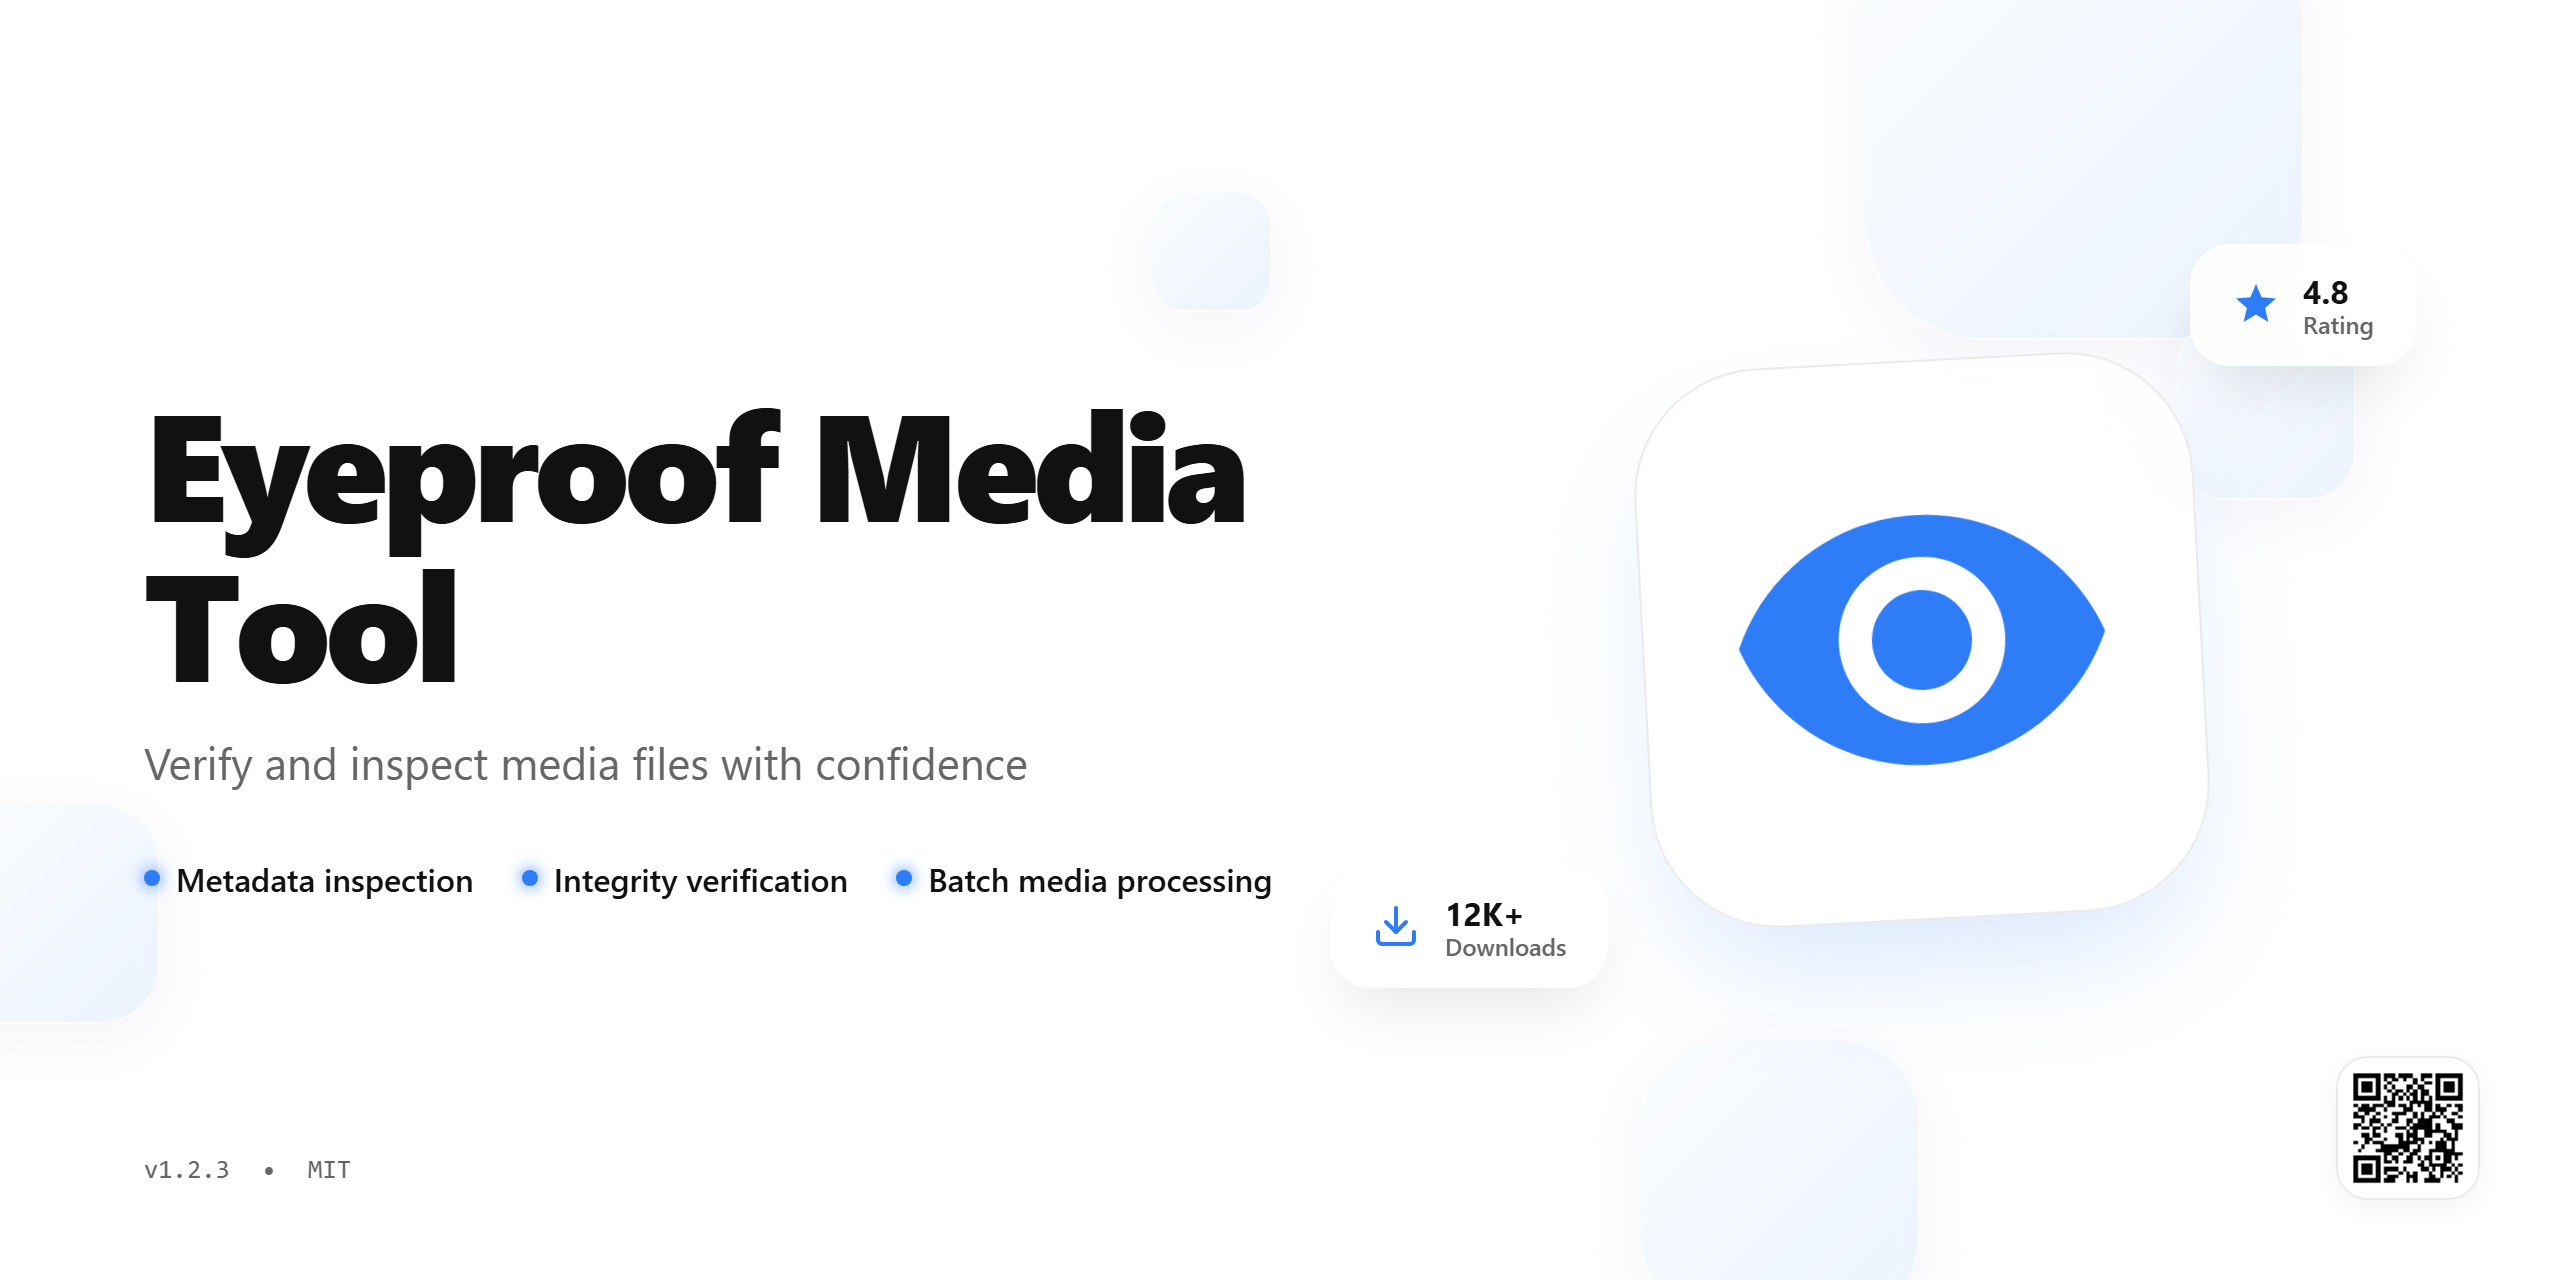 Eyeproof Media
Tool
Verify and inspect media files with confidence
Metadata inspection
Integrity verification
Batch media processing
4.8
Rating
12K+
Downloads
v1.2.3 • MIT